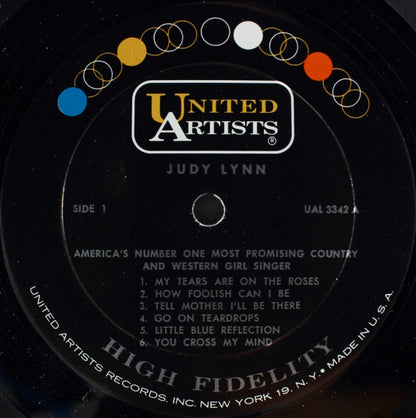 UNITED
ARTISTS®
JUDY LYNN
SIDE 1
UAL 3342 A
AMERICA'S NUMBER ONE MOST PROMISING COUNTRY
AND WESTERN GIRL SINGER
1. MY TEARS ARE ON THE ROSES
2. HOW FOOLISH CAN I BE
3. TELL MOTHER I'LL BE THERE
4. GO ON TEARDROPS
5. LITTLE BLUE REFLECTION
6. YOU CROSS MY MIND
HIGH FIDELITY
UNITED ARTISTS RECORDS, INC. NEW YORK 19, N.Y. • MADE IN U.S.A.